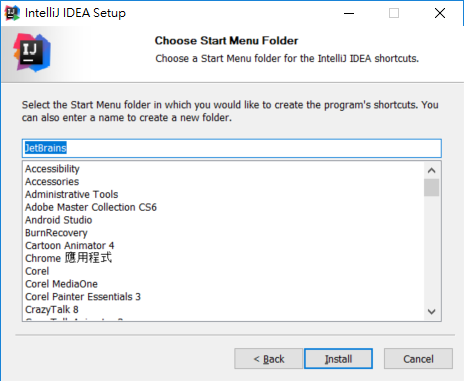 IntelliJ IDEA Setup
IJ
Choose Start Menu Folder
Choose a Start Menu folder for the IntelliJ IDEA shortcuts.
Select the Start Menu folder in which you would like to create the program's shortcuts. You
can also enter a name to create a new folder.
JetBrains
Accessibility
Accessories
Administrative Tools
Adobe Master Collection CS6
Android Studio
BurnRecovery
Cartoon Animator 4
Chrome 應用程式
Corel
Corel MediaOne
Corel Painter Essentials 3
CrazyTalk 8
< Back
Install
Cancel